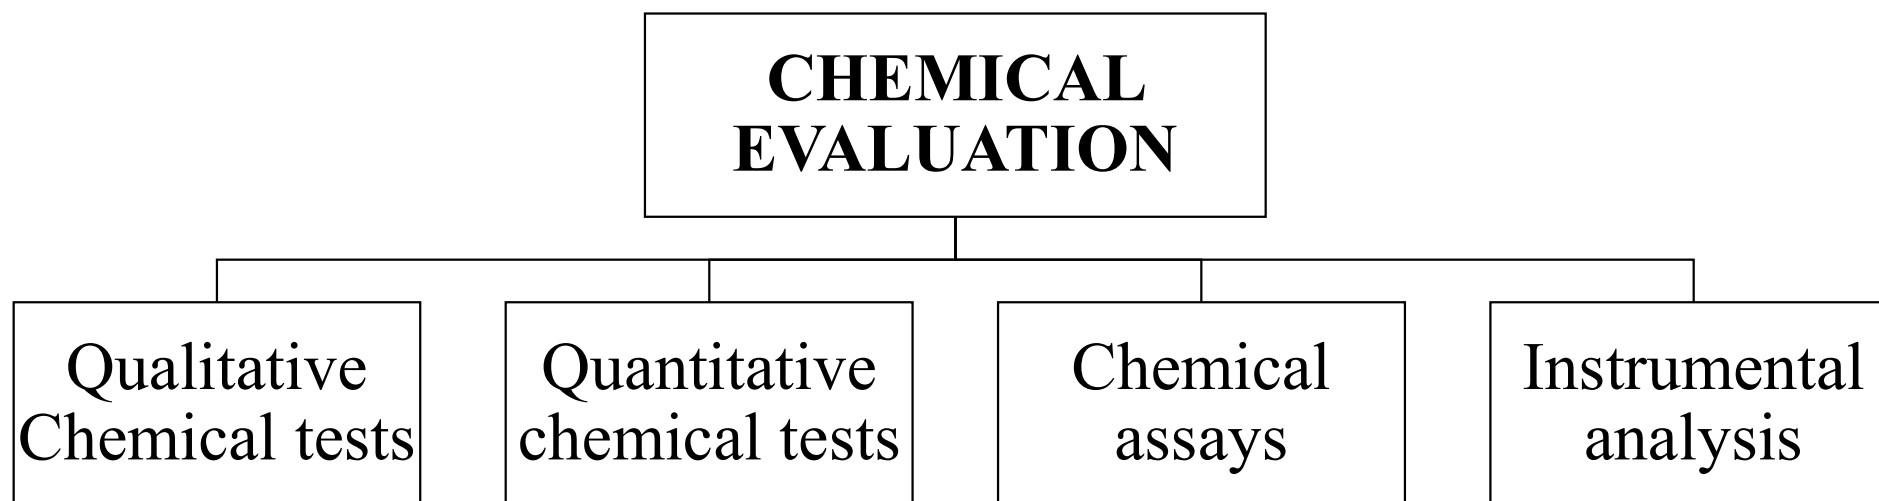 CHEMICAL
EVALUATION
Qualitative
Chemical tests
Quantitative
chemical tests
Chemical
assays
Instrumental
analysis